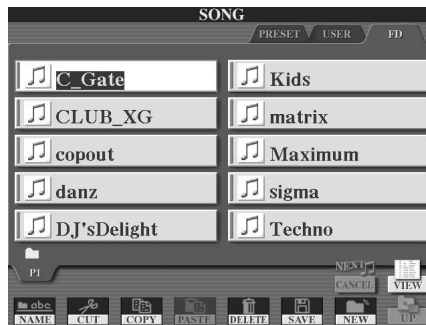 SONG
PRESET USER FD
C_Gate Kids
CLUB_XG matrix
copout Maximum
danz sigma
DJ'sDelight Techno
P1
NEXT
CANCEL VIEW
abc
NAME CUT COPY PASTE DELETE SAVE NEW UP